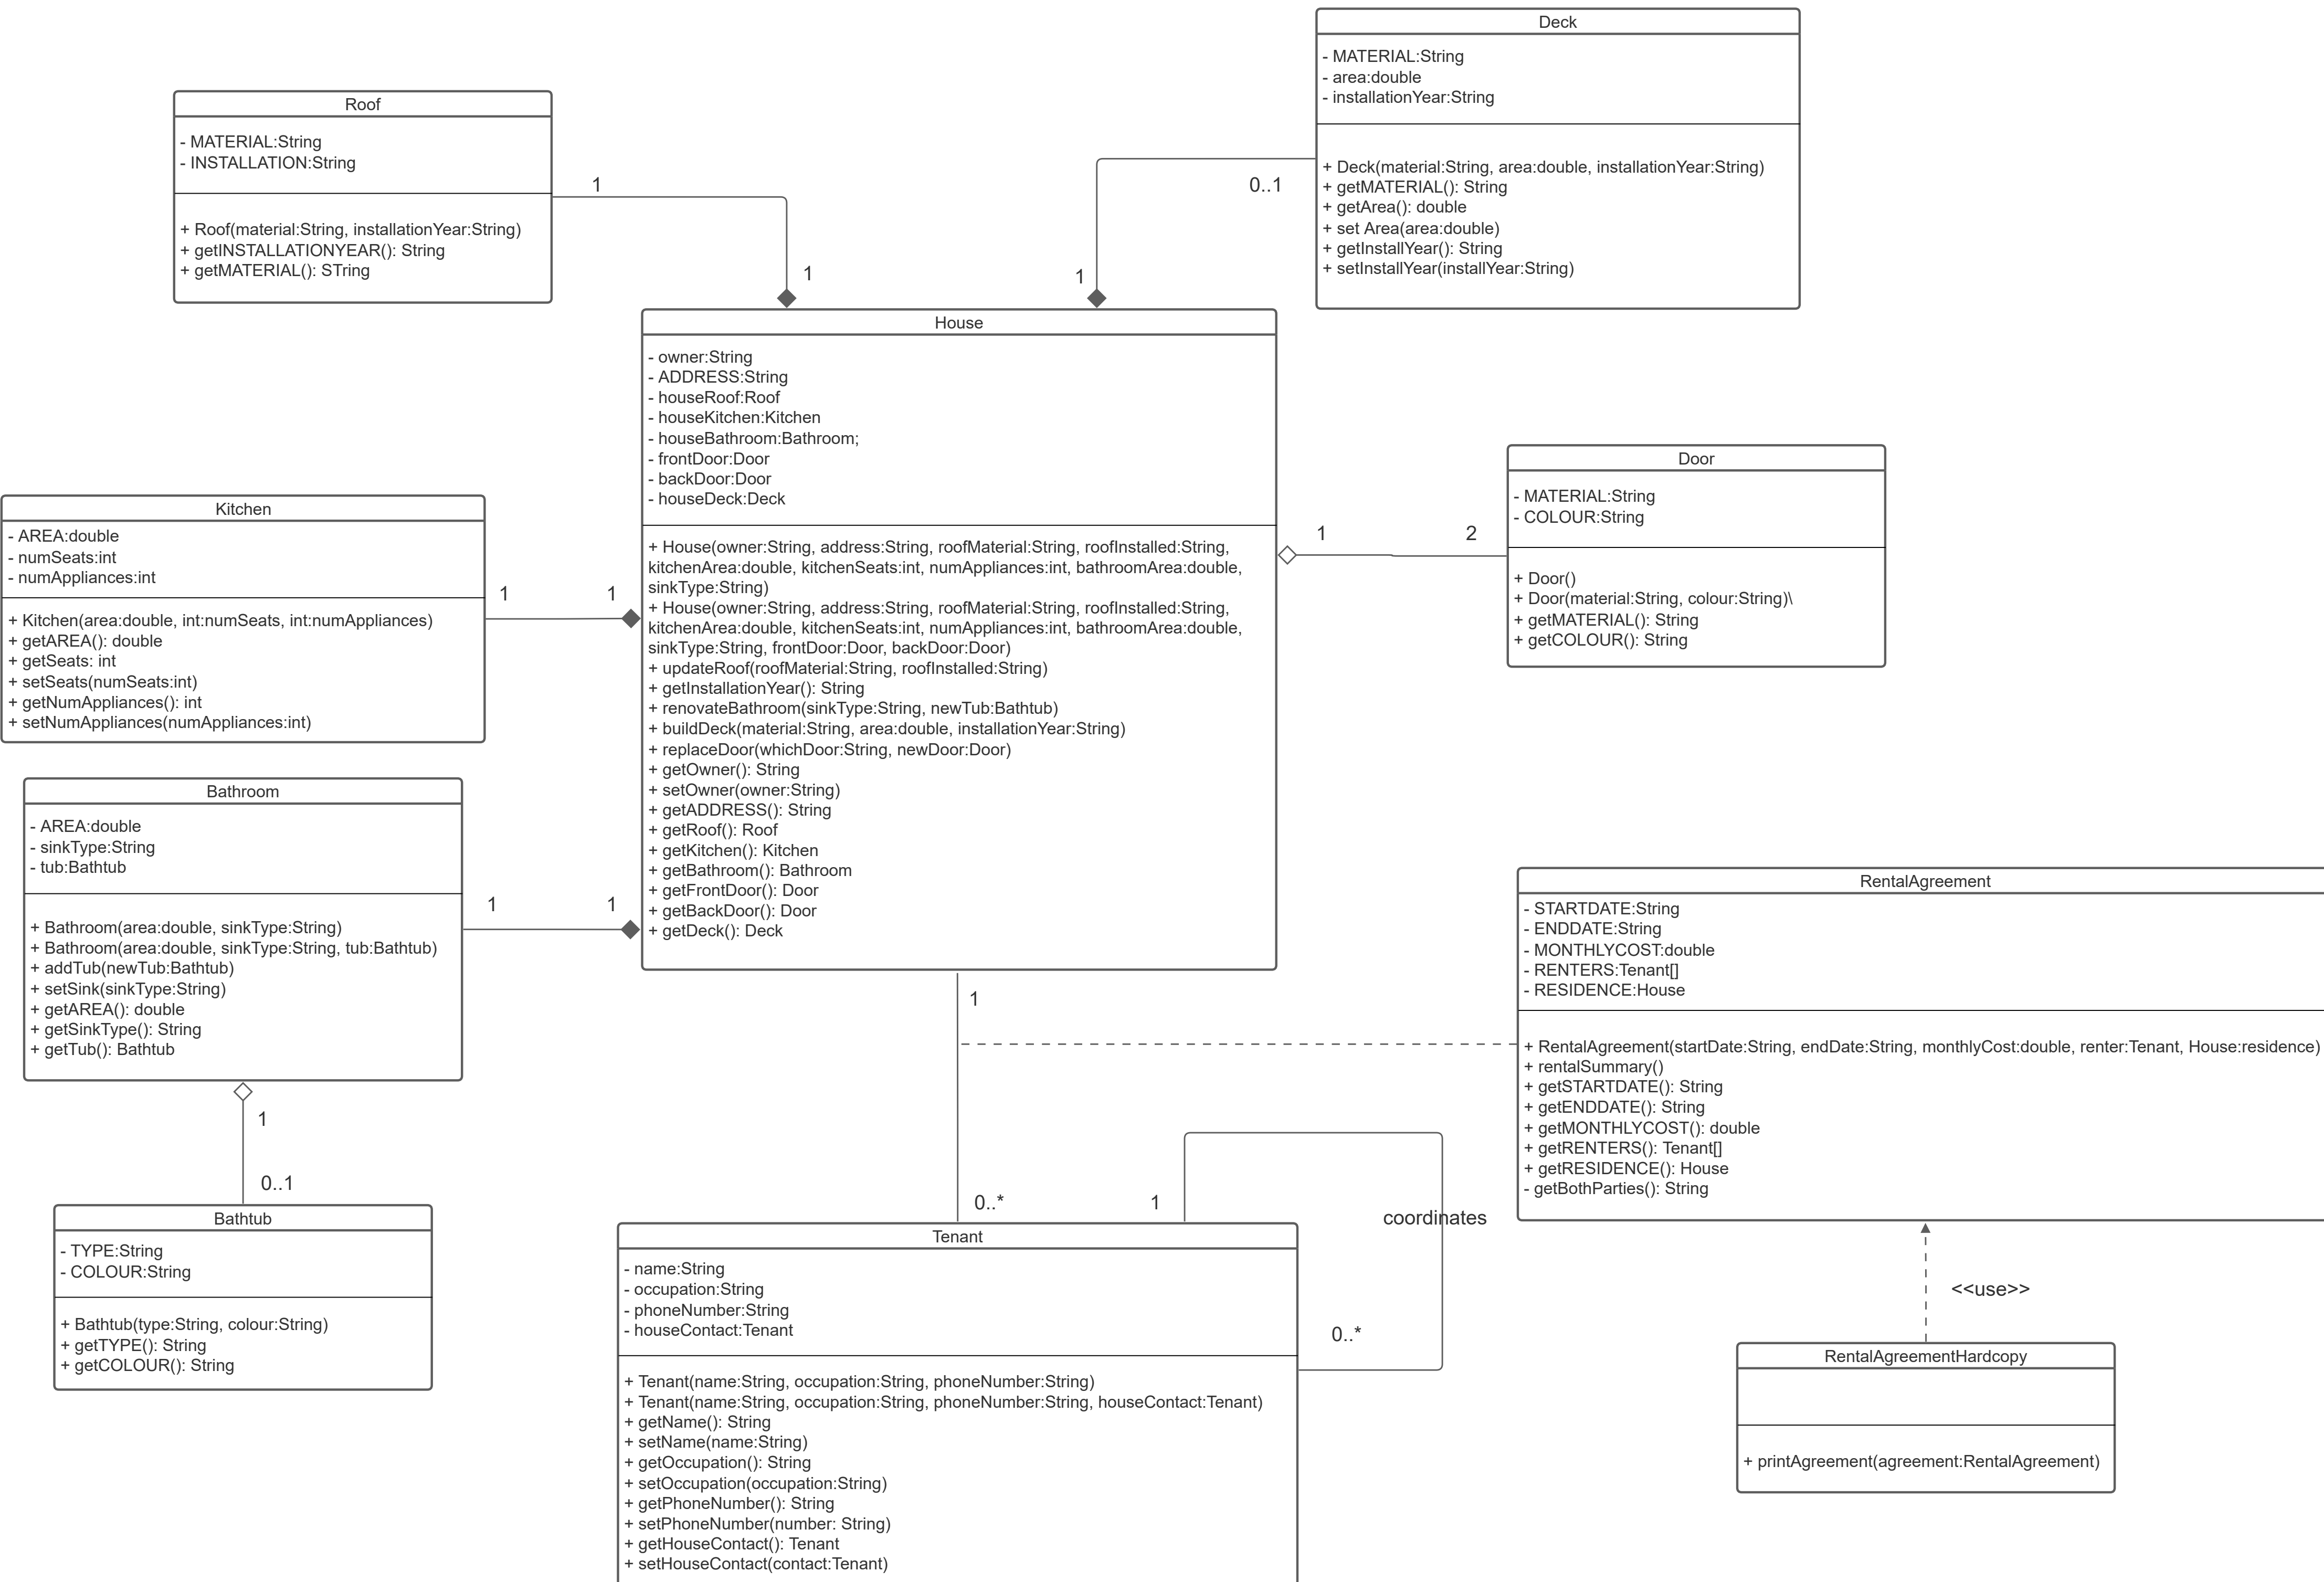 Deck
- MATERIAL:String
- area:double
- installationYear:String
+ Deck(material:String, area:double, installationYear:String)
+ getMATERIAL(): String
+ getArea(): double
+ set Area(area:double)
+ getInstallYear(): String
+ setInstallYear(installYear:String)
0..1
1
Roof
- MATERIAL:String
- INSTALLATION:String
+ Roof(material:String, installationYear:String)
+ getINSTALLATIONYEAR(): String
+ getMATERIAL(): STring
1
1
House
- owner:String
- ADDRESS:String
- houseRoof:Roof
- houseKitchen:Kitchen
- houseBathroom:Bathroom;
- frontDoor:Door
- backDoor:Door
- houseDeck:Deck
+ House(owner:String, address:String, roofMaterial:String, roofInstalled:String,
kitchenArea:double, kitchenSeats:int, numAppliances:int, bathroomArea:double,
sinkType:String)
+ House(owner:String, address:String, roofMaterial:String, roofInstalled:String,
kitchenArea:double, kitchenSeats:int, numAppliances:int, bathroomArea:double,
sinkType:String, frontDoor:Door, backDoor:Door)
+ updateRoof(roofMaterial:String, roofInstalled:String)
+ getInstallationYear(): String
+ renovateBathroom(sinkType:String, newTub:Bathtub)
+ buildDeck(material:String, area:double, installationYear:String)
+ replaceDoor(whichDoor:String, newDoor:Door)
+ getOwner(): String
+ setOwner(owner:String)
+ getADDRESS(): String
+ getRoof(): Roof
+ getKitchen(): Kitchen
+ getBathroom(): Bathroom
+ getFrontDoor(): Door
+ getBackDoor(): Door
+ getDeck(): Deck
1
2
Door
- MATERIAL:String
- COLOUR:String
+ Door()
+ Door(material:String, colour:String)\
+ getMATERIAL(): String
+ getCOLOUR(): String
Kitchen
- AREA:double
- numSeats:int
- numAppliances:int
+ Kitchen(area:double, int:numSeats, int:numAppliances)
+ getAREA(): double
+ getSeats: int
+ setSeats(numSeats:int)
+ getNumAppliances(): int
+ setNumAppliances(numAppliances:int)
1
1
Bathroom
- AREA:double
- sinkType:String
- tub:Bathtub
+ Bathroom(area:double, sinkType:String)
+ Bathroom(area:double, sinkType:String, tub:Bathtub)
+ addTub(newTub:Bathtub)
+ setSink(sinkType:String)
+ getAREA(): double
+ getSinkType(): String
+ getTub(): Bathtub
1
1
1
0..1
Bathtub
- TYPE:String
- COLOUR:String
+ Bathtub(type:String, colour:String)
+ getTYPE(): String
+ getCOLOUR(): String
1
0..*
RentalAgreement
- STARTDATE:String
- ENDDATE:String
- MONTHLYCOST:double
- RENTERS:Tenant[]
- RESIDENCE:House
+ RentalAgreement(startDate:String, endDate:String, monthlyCost:double, renter:Tenant, House:residence)
+ rentalSummary()
+ getSTARTDATE(): String
+ getENDDATE(): String
+ getMONTHLYCOST(): double
+ getRENTERS(): Tenant[]
+ getRESIDENCE(): House
- getBothParties(): String
1
coordinates
0..*
Tenant
- name:String
- occupation:String
- phoneNumber:String
- houseContact:Tenant
+ Tenant(name:String, occupation:String, phoneNumber:String)
+ Tenant(name:String, occupation:String, phoneNumber:String, houseContact:Tenant)
+ getName(): String
+ setName(name:String)
+ getOccupation(): String
+ setOccupation(occupation:String)
+ getPhoneNumber(): String
+ setPhoneNumber(number: String)
+ getHouseContact(): Tenant
+ setHouseContact(contact:Tenant)
<<use>>
RentalAgreementHardcopy
+ printAgreement(agreement:RentalAgreement)